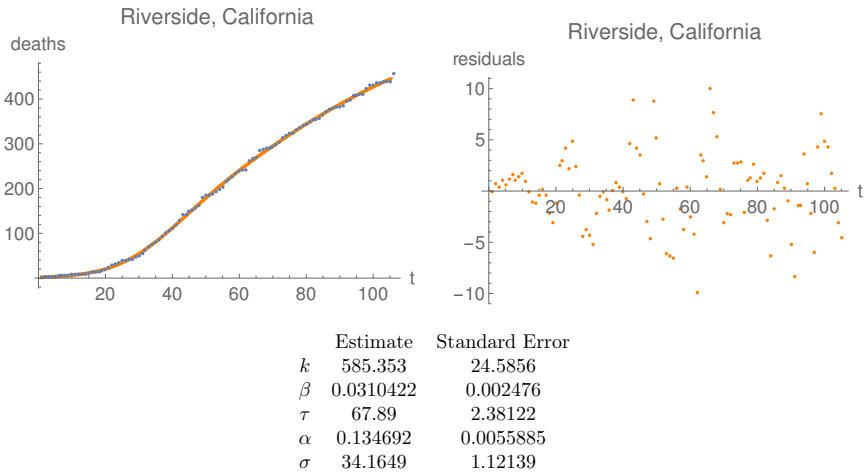 Riverside, California
deaths
400
300
200
100
20 40 60 80 100 t
Riverside, California
residuals
10
5
−5
−10
20 40 60 80 100 t
Estimate Standard Error
k 585.353 24.5856
β 0.0310422 0.002476
τ 67.89 2.38122
α 0.134692 0.0055885
σ 34.1649 1.12139